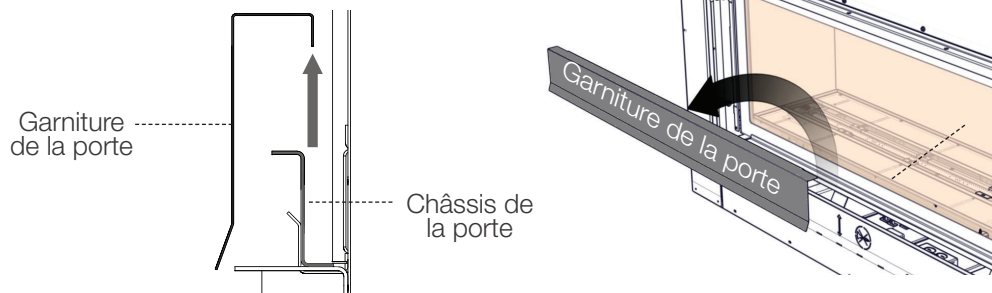 Garniture
de la porte
Châssis de
la porte
Garniture de la porte